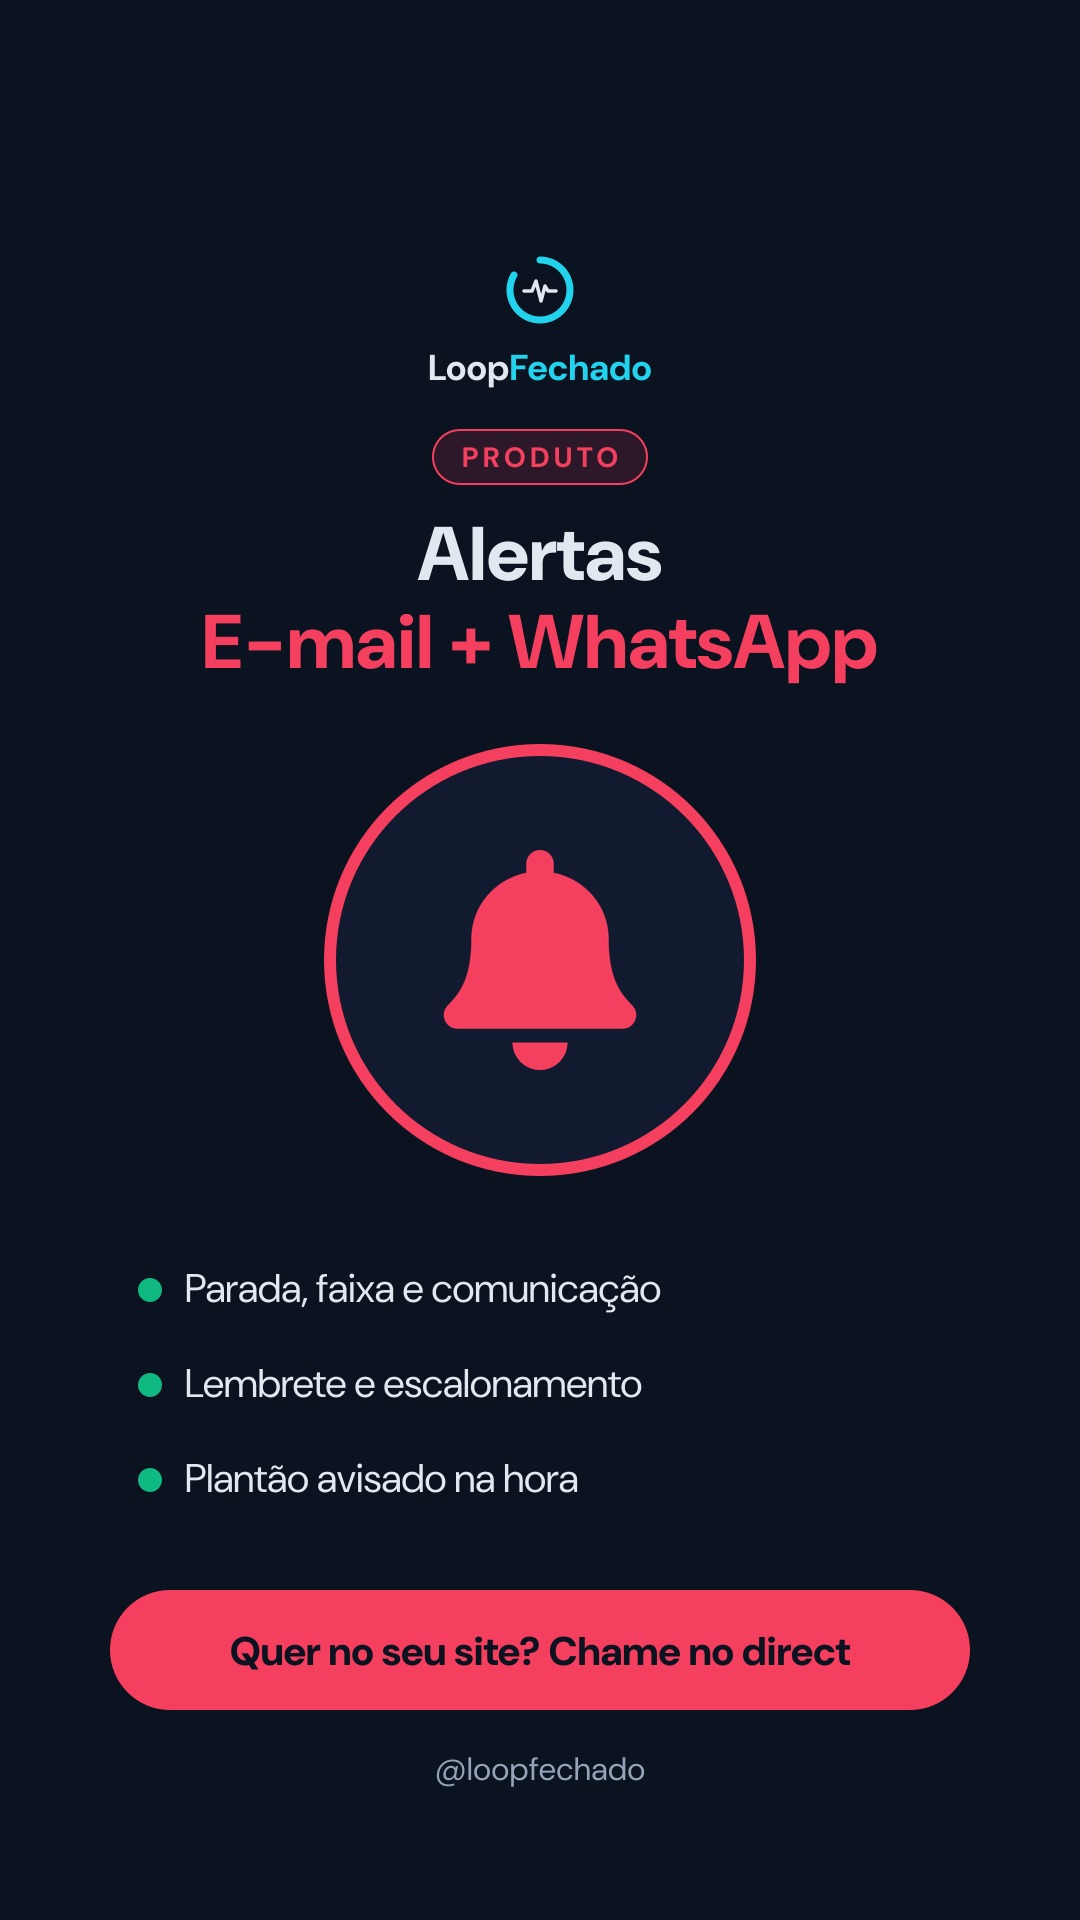 LoopFechado
PRODUTO
Alertas
E-mail + WhatsApp
Parada, faixa e comunicação
Lembrete e escalonamento
Plantão avisado na hora
Quer no seu site? Chame no direct
@loopfechado